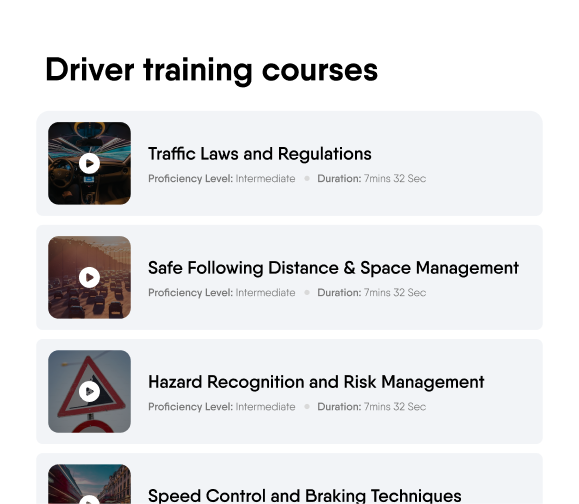 Driver training courses
Traffic Laws and Regulations
Proficiency Level: Intermediate • Duration: 7mins 32 Sec
Safe Following Distance & Space Management
Proficiency Level: Intermediate • Duration: 7mins 32 Sec
Hazard Recognition and Risk Management
Proficiency Level: Intermediate • Duration: 7mins 32 Sec
Speed Control and Braking Techniques